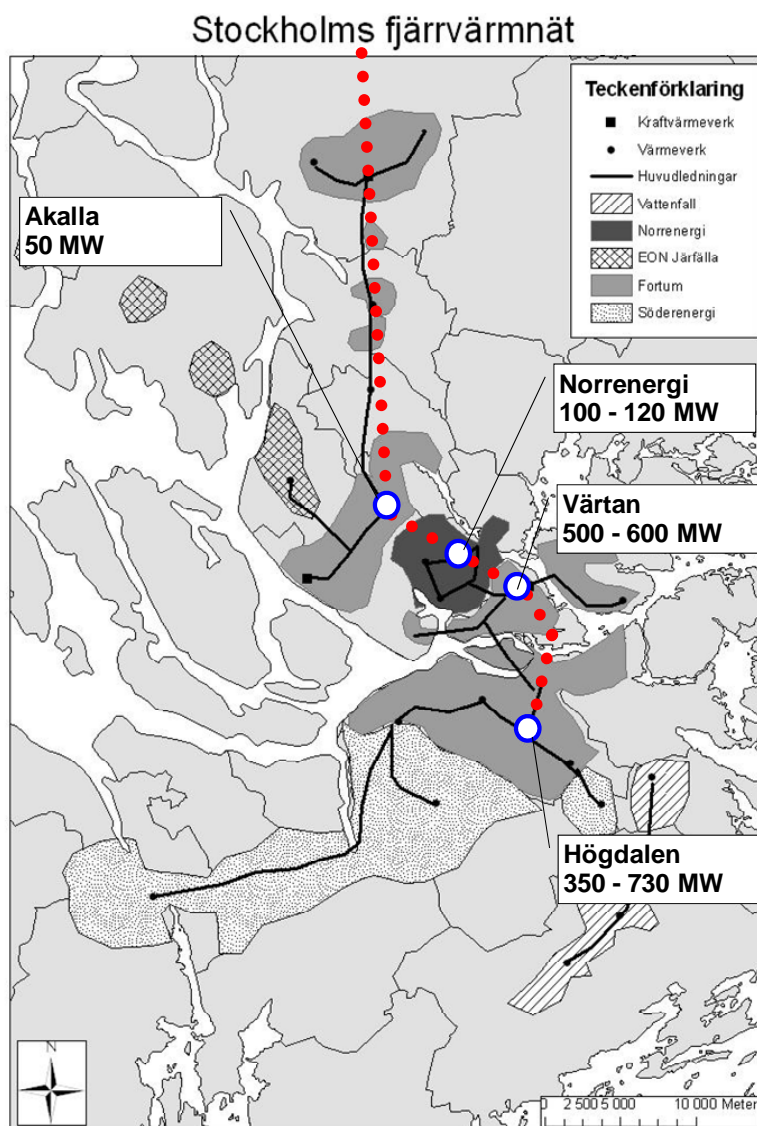 Stockholms fjärrvärmnät
Teckenförklaring
Kraftvärmeverk
Värmeverk
Huvudledningar
Vattenfall
Norrenergi
EON Järfälla
Fortum
Söderenergi
Akalla
50 MW
Norrenergi
100 - 120 MW
Värtan
500 - 600 MW
Högdalen
350 - 730 MW
N
0 2 500 5 000 10 000 Meter